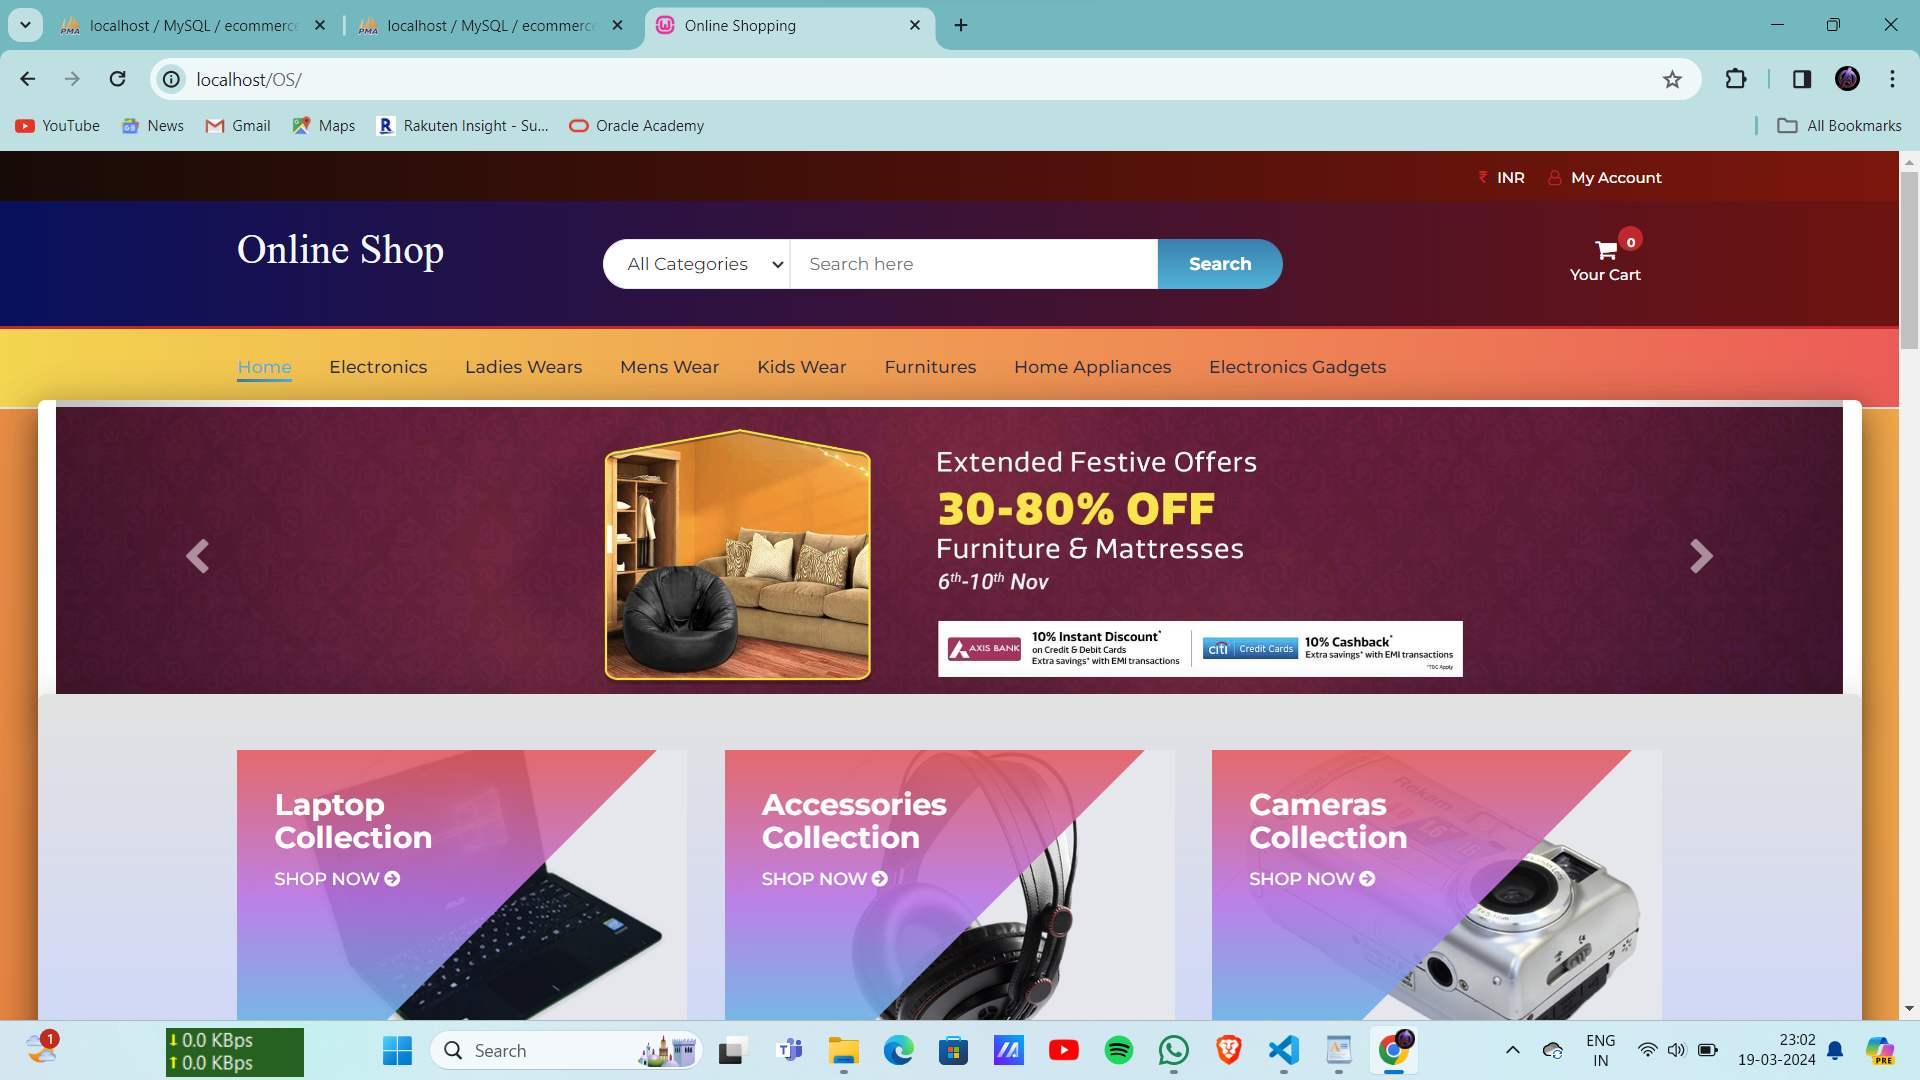 localhost / MySQL / ecommerce
localhost / MySQL / ecommerce
Online Shopping
localhost/OS/
YouTube
News
Gmail
Maps
Rakuten Insight - Su...
Oracle Academy
All Bookmarks
₹ INR
My Account
Online Shop
All Categories
Search here
Search
0
Your Cart
Home
Electronics
Ladies Wears
Mens Wear
Kids Wear
Furnitures
Home Appliances
Electronics Gadgets
Extended Festive Offers
30-80% OFF
Furniture & Mattresses
6th-10th Nov
AXIS BANK
10% Instant Discount*
on Credit & Debit Cards
Extra savings* with EMI transactions
citi Credit Cards
10% Cashback*
Extra savings* with EMI transactions
*T&C Apply
Laptop
Collection
SHOP NOW
Accessories
Collection
SHOP NOW
Cameras
Collection
SHOP NOW
1
0.0 KBps
0.0 KBps
Search
ENG
IN
23:02
19-03-2024
PRE